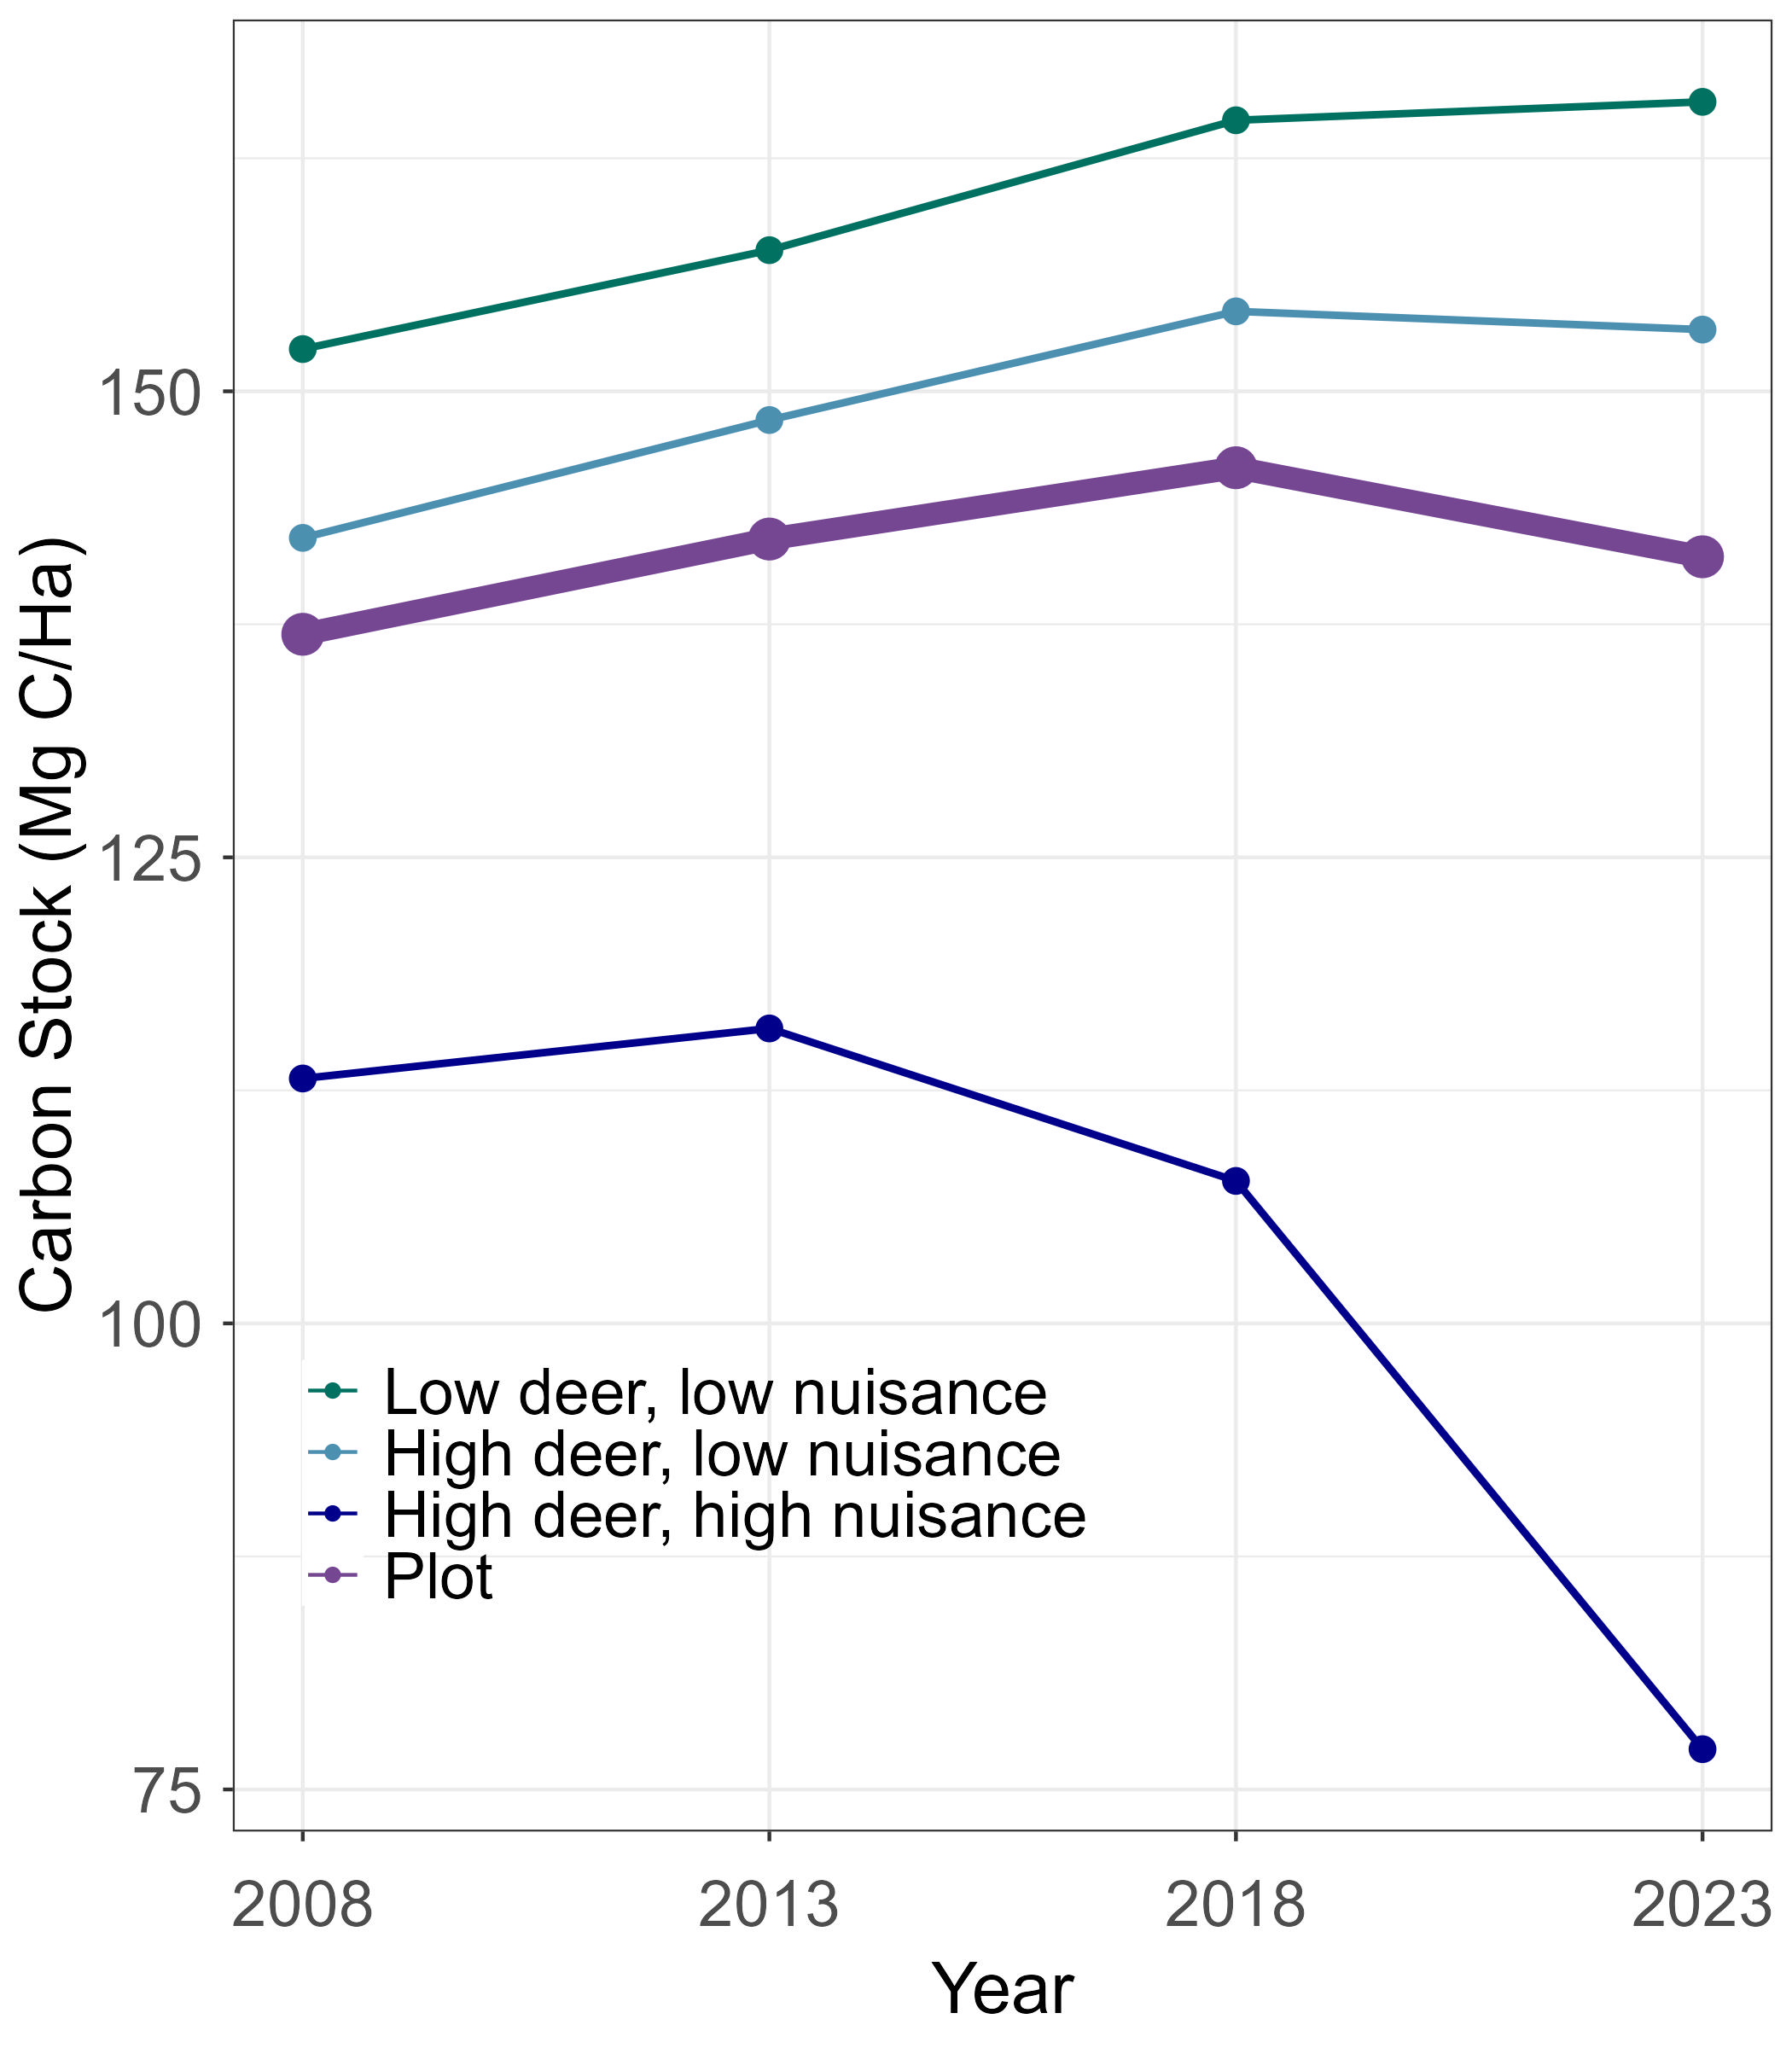 Carbon Stock (Mg C/Ha)
150
125
100
75
Low deer, low nuisance
High deer, low nuisance
High deer, high nuisance
Plot
2008 2013 2018 2023
Year